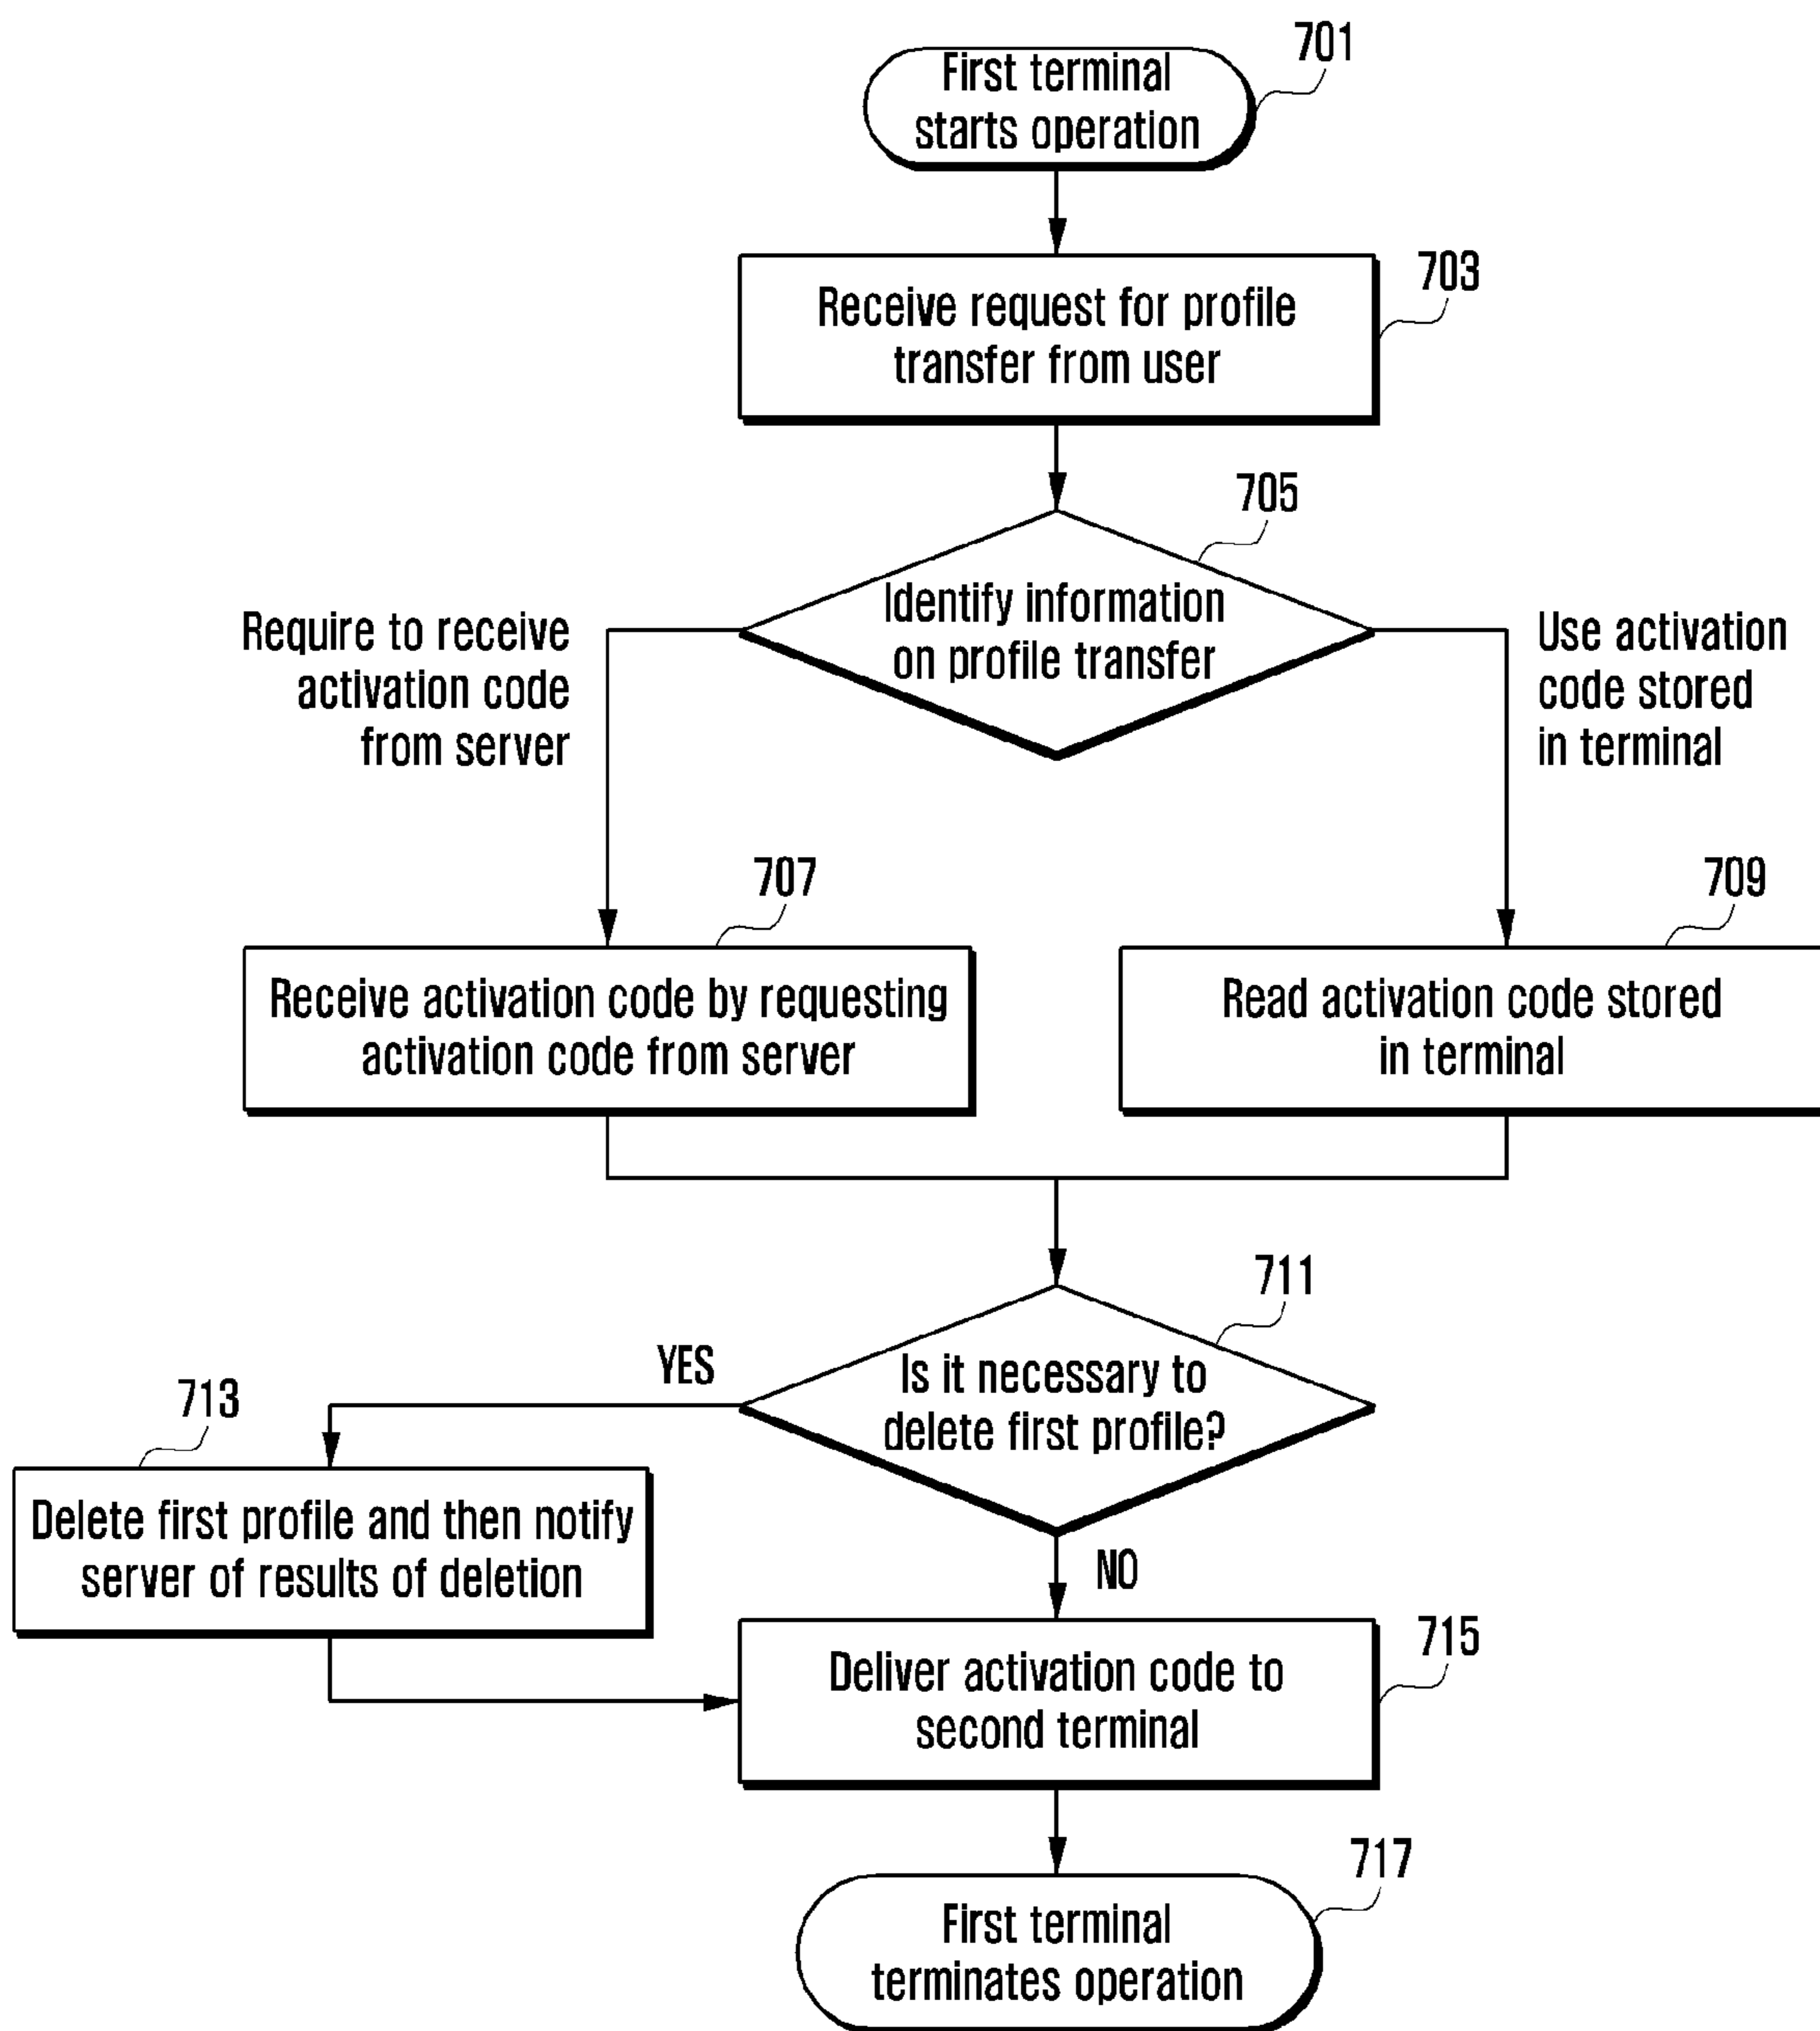 701
First terminal
starts operation
703
Receive request for profile
transfer from user
705
Identify information
on profile transfer
Require to receive
activation code
from server
Use activation
code stored
in terminal
707
Receive activation code by requesting
activation code from server
709
Read activation code stored
in terminal
711
Is it necessary to
delete first profile?
YES
713
Delete first profile and then notify
server of results of deletion
NO
715
Deliver activation code to
second terminal
717
First terminal
terminates operation